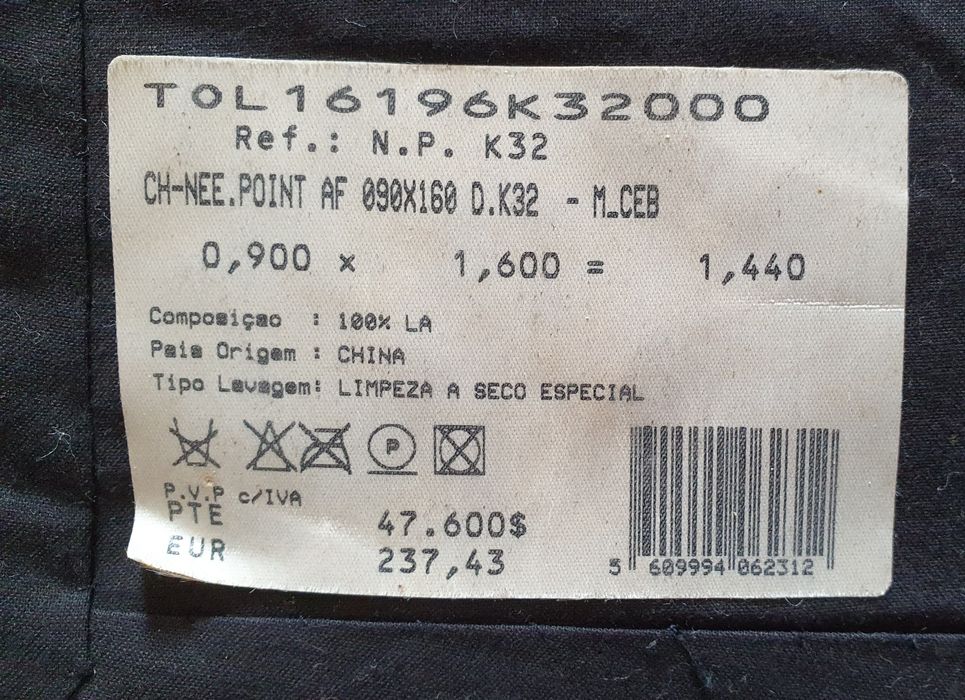 TOL16196K32000
Ref.: N.P. K32
CH-NEE.POINT AF 090X160 D.K32 - M_CEB
0,900 x 1,600 = 1,440
Composiçao : 100% LA
Pais Origem : CHINA
Tipo Lavagem: LIMPEZA A SECO ESPECIAL
P
P.V.P c/IVA
PTE 47.600$
EUR 237,43
5 609994 062312